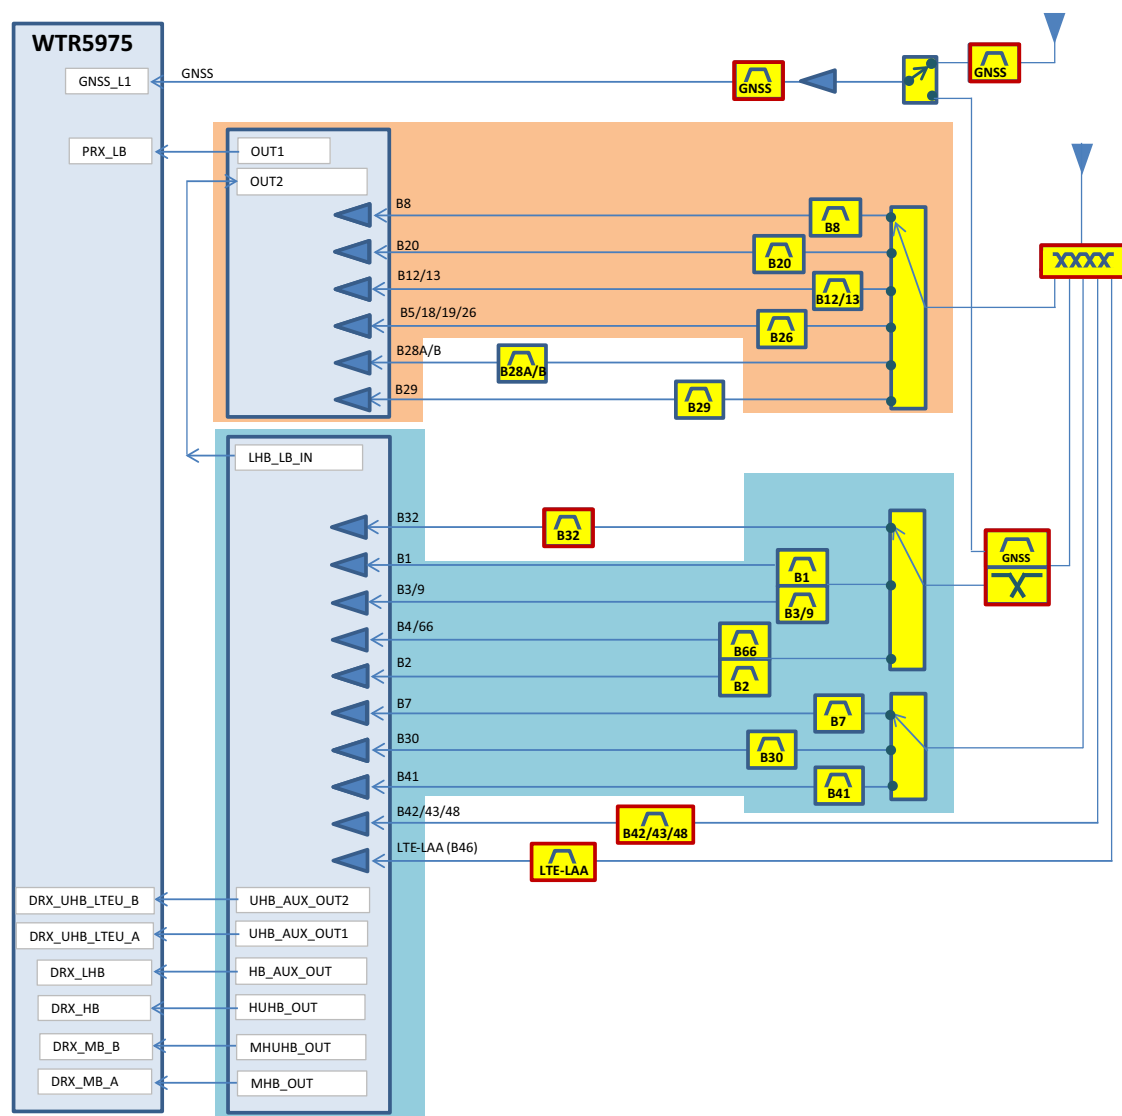 WTR5975
GNSS_L1
GNSS
GNSS
GNSS
PRX_LB
OUT1
OUT2
B8
B8
B20
B20
B12/13
B12/13
B5/18/19/26
B26
B28A/B
B28A/B
B29
B29
XXXX
LHB_LB_IN
B32
B32
GNSS
B1
B1
B3/9
B3/9
B4/66
B66
B2
B2
B7
B7
B30
B30
B41
B41
B42/43/48
B42/43/48
LTE-LAA (B46)
LTE-LAA
DRX_UHB_LTEU_B
UHB_AUX_OUT2
DRX_UHB_LTEU_A
UHB_AUX_OUT1
DRX_LHB
HB_AUX_OUT
DRX_HB
HUHB_OUT
DRX_MB_B
MHUHB_OUT
DRX_MB_A
MHB_OUT